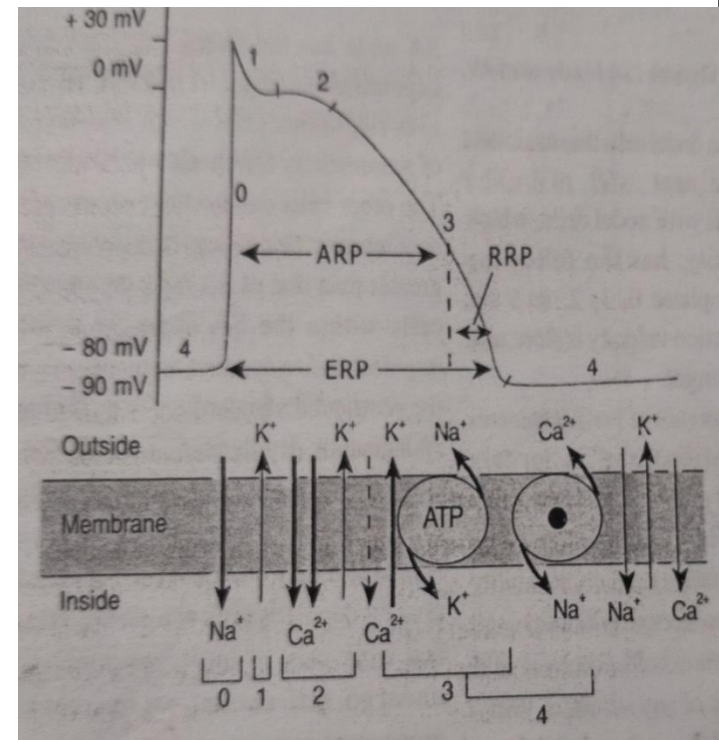 + 30 mV
1
0 mV
2
0
3
ARP
RRP
- 80 mV
4
ERP
4
- 90 mV
K⁺ K⁺ K⁺ Na⁺ Ca²⁺ K⁺
Outside
Membrane
ATP
Inside
K⁺
Na⁺ Ca²⁺ Ca²⁺ Na⁺ Na⁺ Ca²⁺
0 1 2 3
4